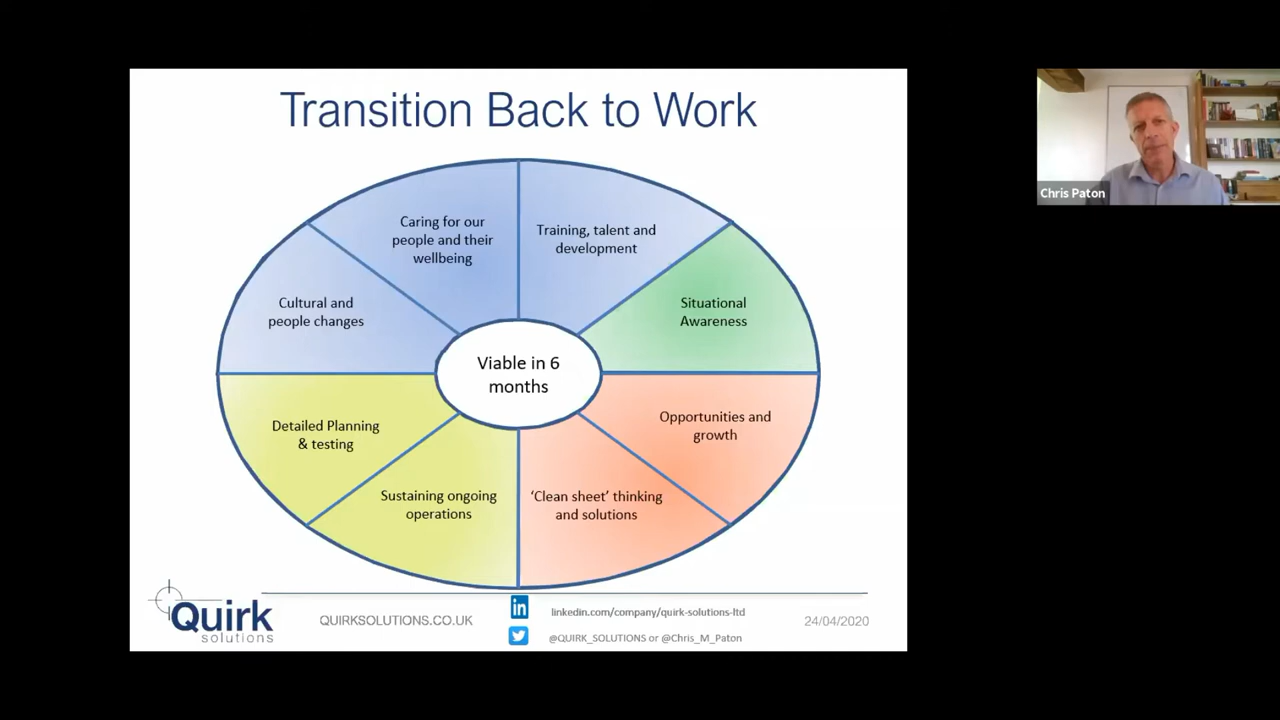 Transition Back to Work
Caring for our
people and their
wellbeing
Training, talent and
development
Cultural and
people changes
Situational
Awareness
Viable in 6
months
Detailed Planning
& testing
Opportunities and
growth
Sustaining ongoing
operations
‘Clean sheet’ thinking
and solutions
Quirk
solutions
QUIRKSOLUTIONS.CO.UK
in
linkedin.com/company/quirk-solutions-ltd
@QUIRK_SOLUTIONS or @Chris_M_Paton
24/04/2020
Chris Paton